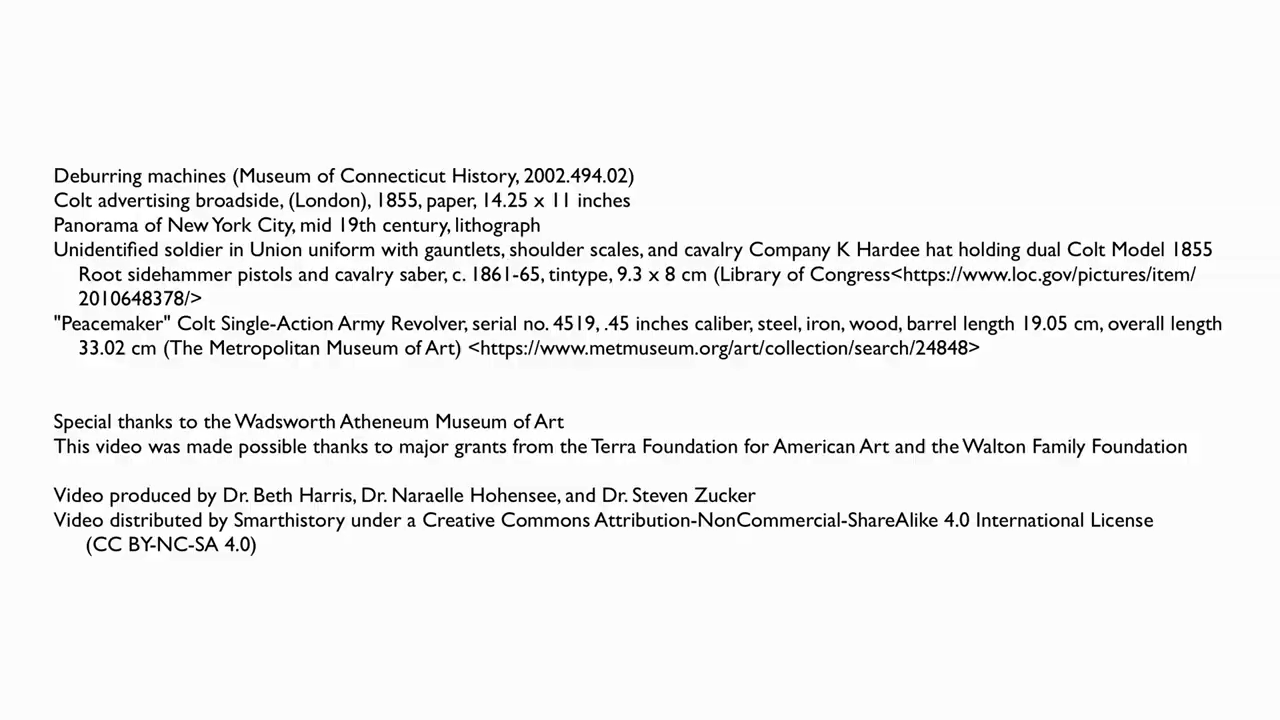 Deburring machines (Museum of Connecticut History, 2002.494.02)
Colt advertising broadside, (London), 1855, paper, 14.25 x 11 inches
Panorama of New York City, mid 19th century, lithograph
Unidentified soldier in Union uniform with gauntlets, shoulder scales, and cavalry Company K Hardee hat holding dual Colt Model 1855
Root sidehammer pistols and cavalry saber, c. 1861-65, tintype, 9.3 x 8 cm (Library of Congress<https://www.loc.gov/pictures/item/
2010648378/>
"Peacemaker" Colt Single-Action Army Revolver, serial no. 4519, .45 inches caliber, steel, iron, wood, barrel length 19.05 cm, overall length
33.02 cm (The Metropolitan Museum of Art) <https://www.metmuseum.org/art/collection/search/24848>
Special thanks to the Wadsworth Atheneum Museum of Art
This video was made possible thanks to major grants from the Terra Foundation for American Art and the Walton Family Foundation
Video produced by Dr. Beth Harris, Dr. Naraelle Hohensee, and Dr. Steven Zucker
Video distributed by Smarthistory under a Creative Commons Attribution-NonCommercial-ShareAlike 4.0 International License
(CC BY-NC-SA 4.0)